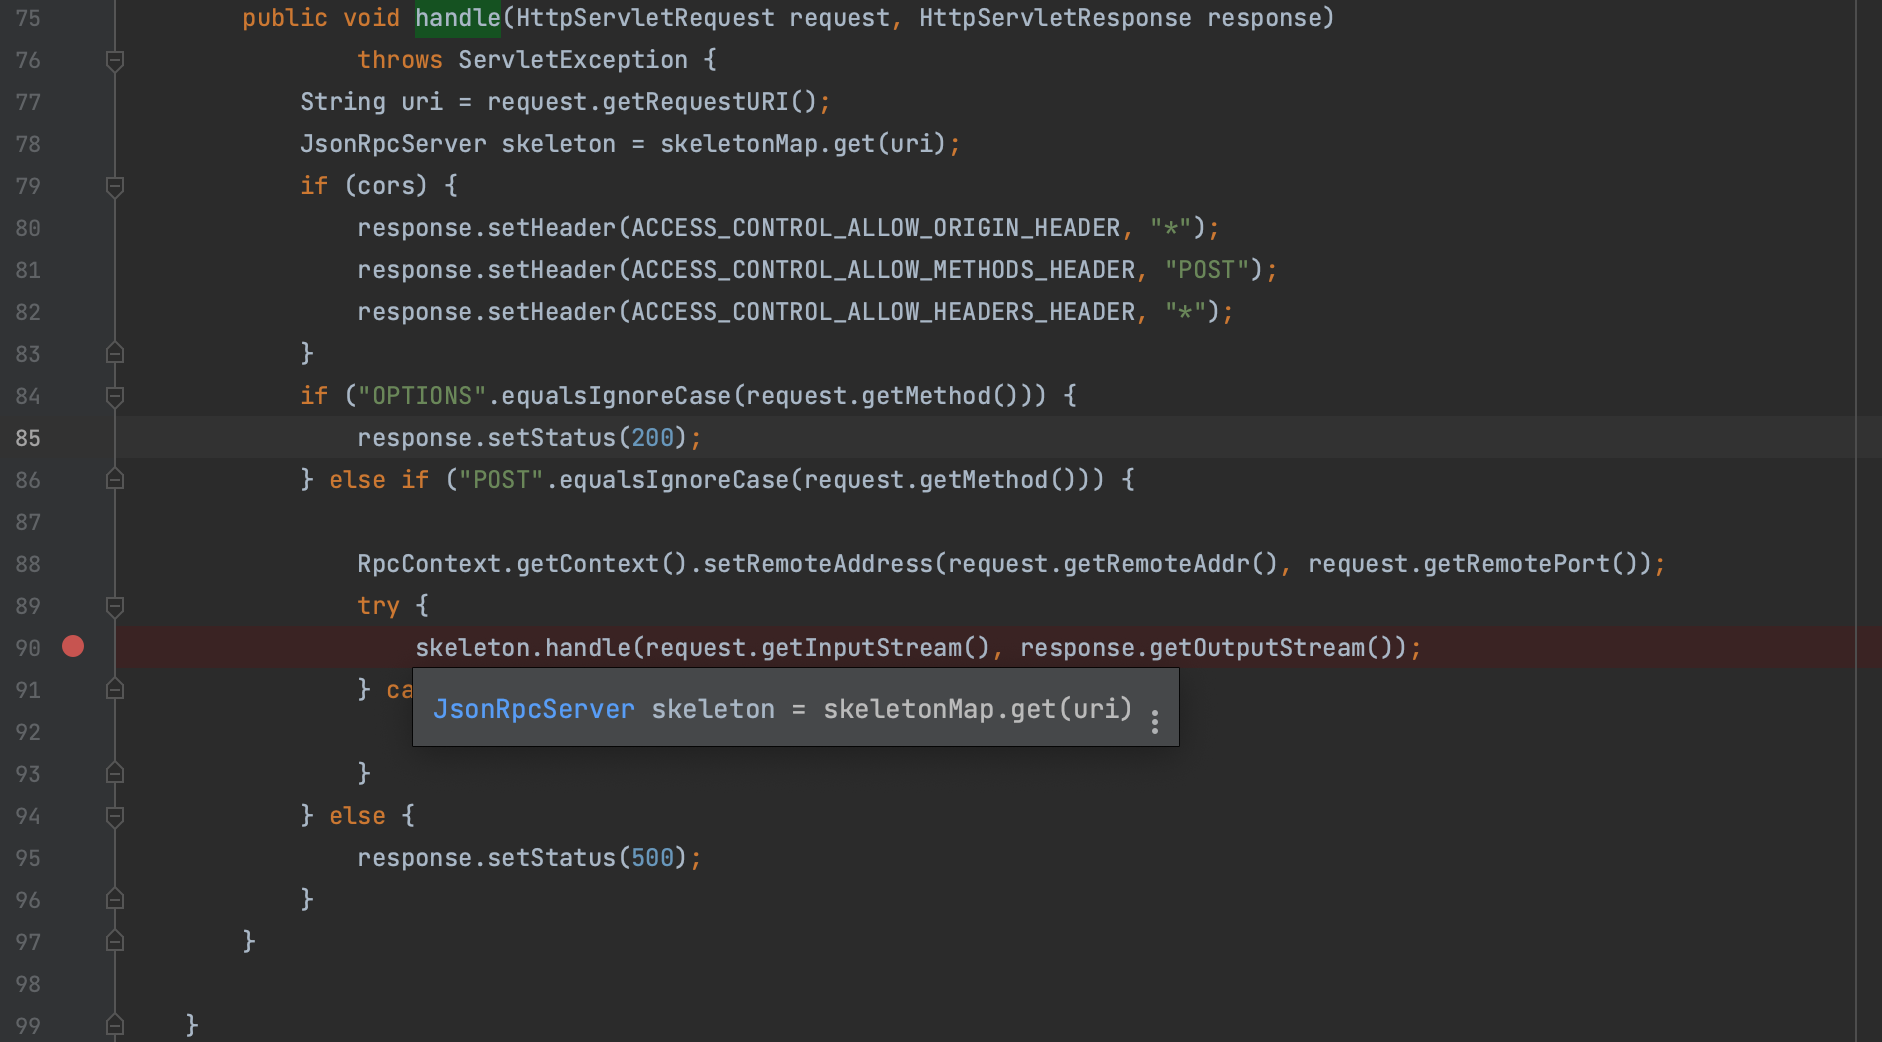 75 public void handle(HttpServletRequest request, HttpServletResponse response)
76 throws ServletException {
77 String uri = request.getRequestURI();
78 JsonRpcServer skeleton = skeletonMap.get(uri);
79 if (cors) {
80 response.setHeader(ACCESS_CONTROL_ALLOW_ORIGIN_HEADER, "*");
81 response.setHeader(ACCESS_CONTROL_ALLOW_METHODS_HEADER, "POST");
82 response.setHeader(ACCESS_CONTROL_ALLOW_HEADERS_HEADER, "*");
83 }
84 if ("OPTIONS".equalsIgnoreCase(request.getMethod())) {
85 response.setStatus(200);
86 } else if ("POST".equalsIgnoreCase(request.getMethod())) {
87
88 RpcContext.getContext().setRemoteAddress(request.getRemoteAddr(), request.getRemotePort());
89 try {
90 skeleton.handle(request.getInputStream(), response.getOutputStream());
91 } ca
JsonRpcServer skeleton = skeletonMap.get(uri)
92
93 }
94 } else {
95 response.setStatus(500);
96 }
97 }
98
99 }